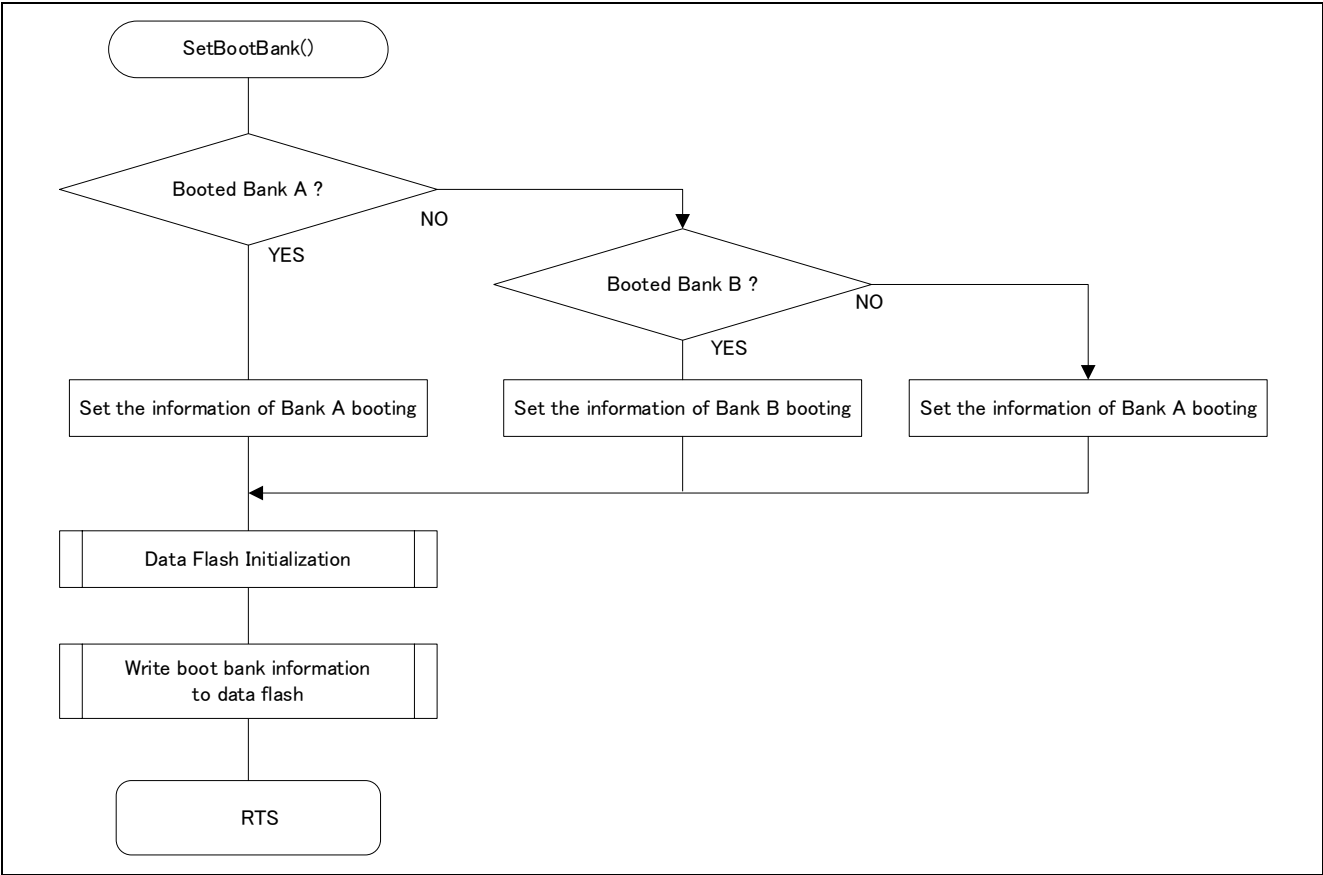 SetBootBank()
Booted Bank A ?
NO
YES
Booted Bank B ?
NO
YES
Set the information of Bank A booting
Set the information of Bank B booting
Set the information of Bank A booting
Data Flash Initialization
Write boot bank information
to data flash
RTS